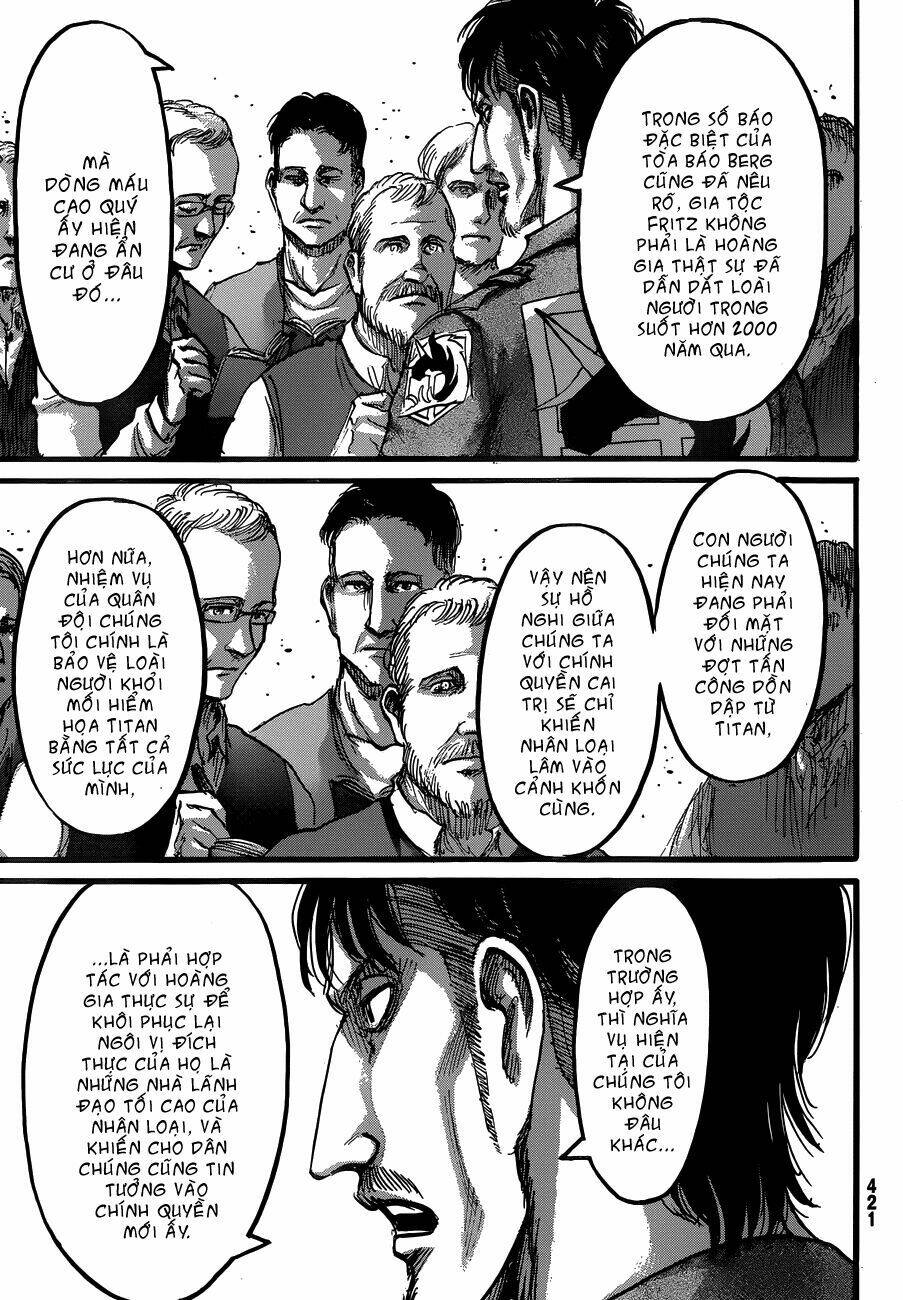 TRONG SỐ BÁO
ĐẶC BIỆT CỦA
TÒA BÁO BERG
CŨNG ĐÃ NÊU
RÕ, GIA TỘC
FRITZ KHÔNG
PHẢI LÀ HOÀNG
GIA THẬT SỰ ĐÃ
DẪN DẮT LOÀI
NGƯỜI TRONG
SUỐT HƠN 2000
NĂM QUA.
MÀ
DÒNG MÁU
CAO QUÝ
ẤY HIỆN
ĐANG ẨN
CƯ Ở ĐÂU
ĐÓ...
CON NGƯỜI
CHÚNG TA
HIỆN NAY
ĐANG PHẢI
ĐỐI MẶT
VỚI NHỮNG
ĐỢT TẤN
CÔNG DỒN
DẬP TỪ
TITAN,
VẬY NÊN
SỰ HỒ
NGHI GIỮA
CHÚNG TA
VỚI CHÍNH
QUYỀN CAI
TRỊ SẼ CHỈ
KHIẾN
NHÂN LOẠI
LÂM VÀO
CẢNH KHỐN
CÙNG.
HƠN NỮA,
NHIỆM VỤ
CỦA QUÂN
ĐỘI CHÚNG
TÔI CHÍNH LÀ
BẢO VỆ LOÀI
NGƯỜI KHỎI
MỐI HIỂM
HỌA TITAN
BẰNG TẤT CẢ
SỨC LỰC CỦA
MÌNH,
TRONG
TRƯỜNG
HỢP ẤY,
THÌ NGHĨA
VỤ HIỆN
TẠI CỦA
CHÚNG TÔI
KHÔNG
ĐÂU
KHÁC...
...LÀ PHẢI HỢP
TÁC VỚI HOÀNG
GIA THỰC SỰ ĐỂ
KHÔI PHỤC LẠI
NGÔI VỊ ĐÍCH
THỰC CỦA HỌ LÀ
NHỮNG NHÀ LÃNH
ĐẠO TỐI CAO CỦA
NHÂN LOẠI, VÀ
KHIẾN CHO DÂN
CHÚNG CŨNG TIN
TƯỞNG VÀO
CHÍNH QUYỀN
MỚI ẤY.
421